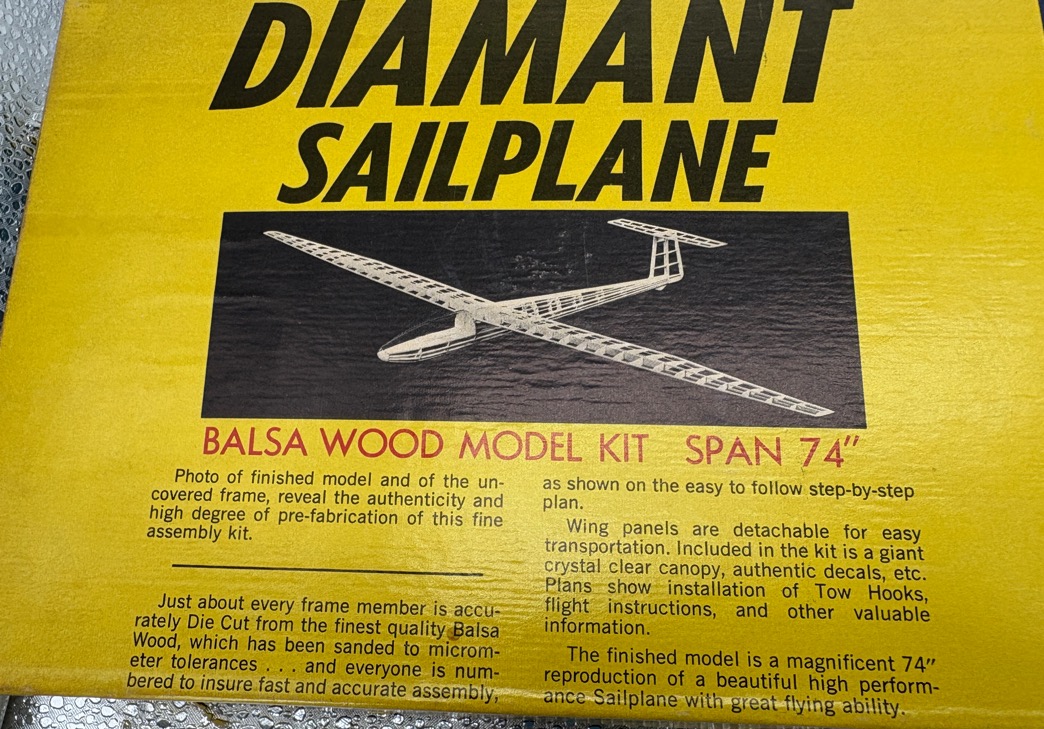 DIAMANT
SAILPLANE
BALSA WOOD MODEL KIT SPAN 74"
Photo of finished model and of the un-
covered frame, reveal the authenticity and
high degree of pre-fabrication of this fine
assembly kit.
Just about every frame member is accu-
rately Die Cut from the finest quality Balsa
Wood, which has been sanded to microm-
eter tolerances . . . and everyone is num-
bered to insure fast and accurate assembly,
as shown on the easy to follow step-by-step
plan.
Wing panels are detachable for easy
transportation. Included in the kit is a giant
crystal clear canopy, authentic decals, etc.
Plans show installation of Tow Hooks,
flight instructions, and other valuable
information.
The finished model is a magnificent 74"
reproduction of a beautiful high perform-
ance Sailplane with great flying ability.